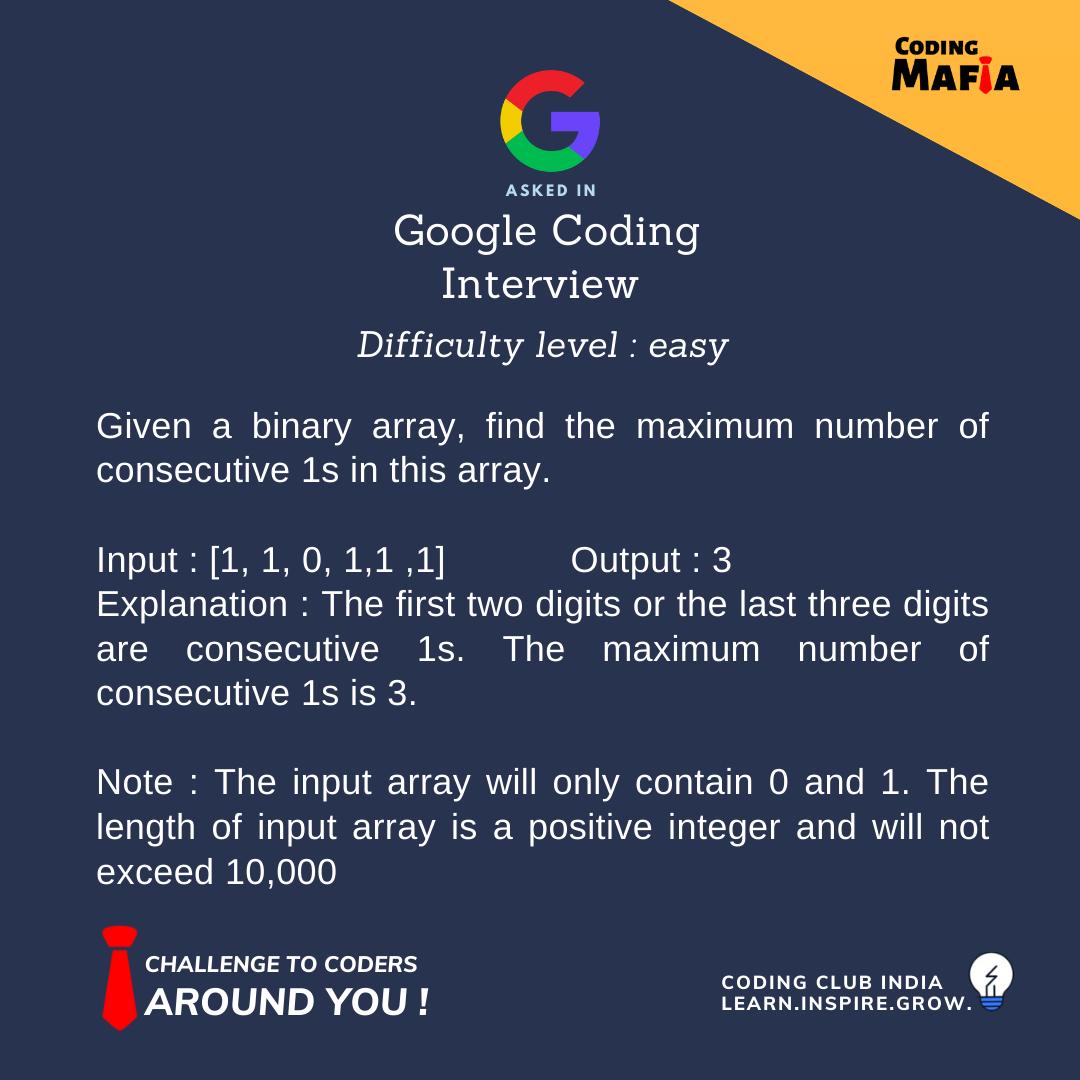 CODING
MAFIA
ASKED IN
Google Coding
Interview
Difficulty level : easy
Given a binary array, find the maximum number of
consecutive 1s in this array.
Input : [1, 1, 0, 1,1 ,1] Output : 3
Explanation : The first two digits or the last three digits
are consecutive 1s. The maximum number of
consecutive 1s is 3.
Note : The input array will only contain 0 and 1. The
length of input array is a positive integer and will not
exceed 10,000
CHALLENGE TO CODERS
AROUND YOU !
CODING CLUB INDIA
LEARN.INSPIRE.GROW.